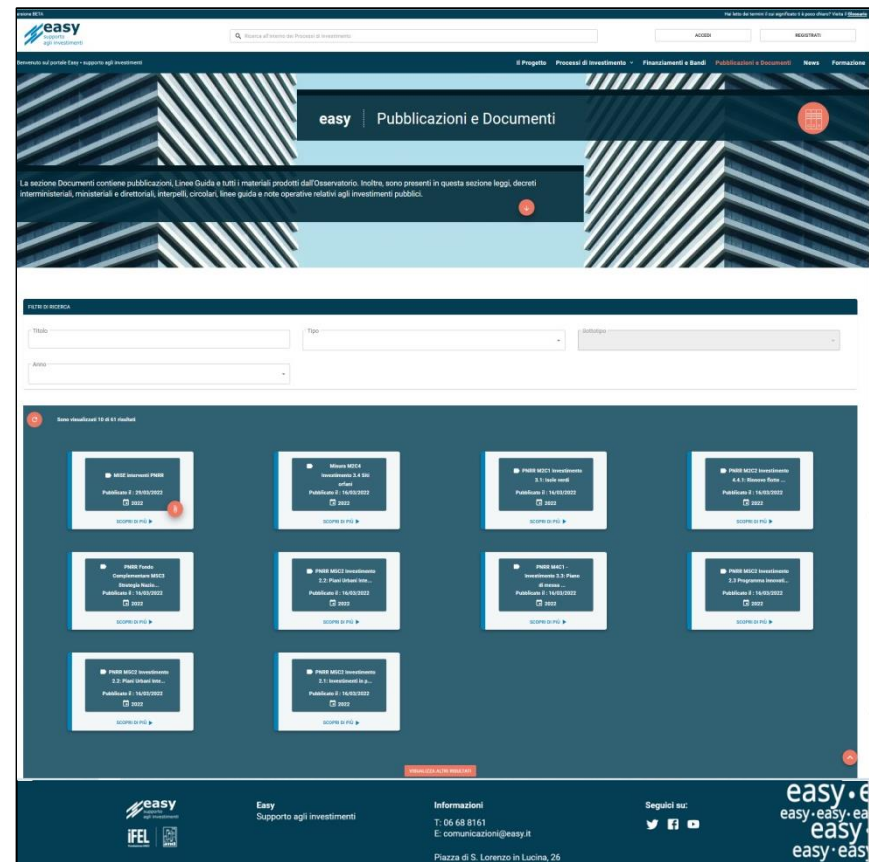 Versione BETA
Hai letto dei termini il cui significato ti è poco chiaro? Visita il Glossario
easy
supporto
agli investimenti
Ricerca all'interno dei Processi di Investimento
ACCEDI
REGISTRATI
Benvenuto sul portale Easy • supporto agli investimenti
Il Progetto Processi di Investimento Finanziamenti e Bandi Pubblicazioni e Documenti News Formazione
easy Pubblicazioni e Documenti
La sezione Documenti contiene pubblicazioni, Linee Guida e tutti i materiali prodotti dall'Osservatorio. Inoltre, sono presenti in questa sezione leggi, decreti
interministeriali, ministeriali e direttoriali, interpelli, circolari, linee guida e note operative relativi agli investimenti pubblici.
FILTRI DI RICERCA
Titolo
Tipo
Sottotipo
Anno
Sono visualizzati 10 di 61 risultati
MISE Interventi PNRR
Pubblicato il : 29/03/2022
2022
SCOPRI DI PIÙ
Misura M2C4
Investimento 3.4 Siti
orfani
Pubblicato il : 16/03/2022
2022
SCOPRI DI PIÙ
PNRR M2C1 Investimento
3.1: Isole verdi
Pubblicato il : 16/03/2022
2022
SCOPRI DI PIÙ
PNRR M2C2 Investimento
4.4.1: Rinnovo flotte ...
Pubblicato il : 16/03/2022
2022
SCOPRI DI PIÙ
PNRR Fondo
Complementare M5C3
Strategia Nazio...
Pubblicato il : 16/03/2022
2022
SCOPRI DI PIÙ
PNRR M5C2 Investimento
2.2: Piani Urbani Inte...
Pubblicato il : 16/03/2022
2022
SCOPRI DI PIÙ
PNRR M4C1 -
Investimento 3.3: Piano
di messa ...
Pubblicato il : 16/03/2022
2022
SCOPRI DI PIÙ
PNRR M5C2 Investimento
2.3 Programma innovati...
Pubblicato il : 16/03/2022
2022
SCOPRI DI PIÙ
PNRR M5C2 Investimento
2.2: Piani Urbani Inte...
Pubblicato il : 16/03/2022
2022
SCOPRI DI PIÙ
PNRR M5C2 Investimento
2.1: Investimenti in p...
Pubblicato il : 16/03/2022
2022
SCOPRI DI PIÙ
VISUALIZZA ALTRI RISULTATI
easy
supporto
agli investimenti
iFEL
anci
Easy
Supporto agli investimenti
Informazioni
T: 06 68 8161
E: comunicazioni@easy.it
Piazza di S. Lorenzo in Lucina, 26
Seguici su:
easy • e
easy • easy • ea
easy
easy • easy